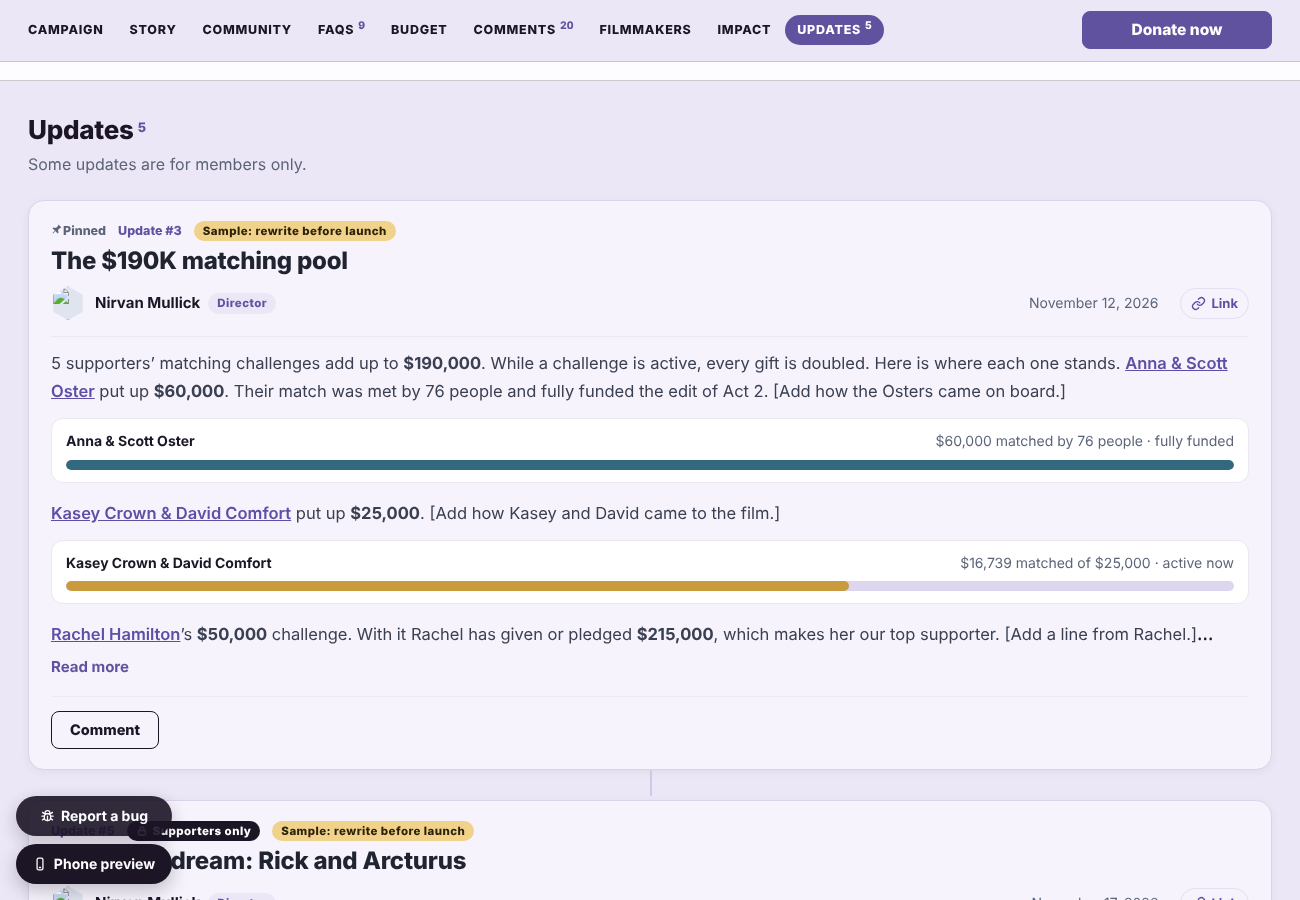 CAMPAIGN STORY COMMUNITY FAQS 9 BUDGET COMMENTS 20 FILMMAKERS IMPACT UPDATES 5 Donate now
Updates 5
Some updates are for members only.
Pinned Update #3 Sample: rewrite before launch
The $190K matching pool
Nirvan Mullick Director November 12, 2026 Link
5 supporters’ matching challenges add up to $190,000. While a challenge is active, every gift is doubled. Here is where each one stands. Anna & Scott
Oster put up $60,000. Their match was met by 76 people and fully funded the edit of Act 2. [Add how the Osters came on board.]
Anna & Scott Oster $60,000 matched by 76 people · fully funded
Kasey Crown & David Comfort put up $25,000. [Add how Kasey and David came to the film.]
Kasey Crown & David Comfort $16,739 matched of $25,000 · active now
Rachel Hamilton’s $50,000 challenge. With it Rachel has given or pledged $215,000, which makes her our top supporter. [Add a line from Rachel.]...
Read more
Comment
Report a bug
Update #5 Supporters only Sample: rewrite before launch
Phone preview
dream: Rick and Arcturus
Nirvan Mullick Director Link